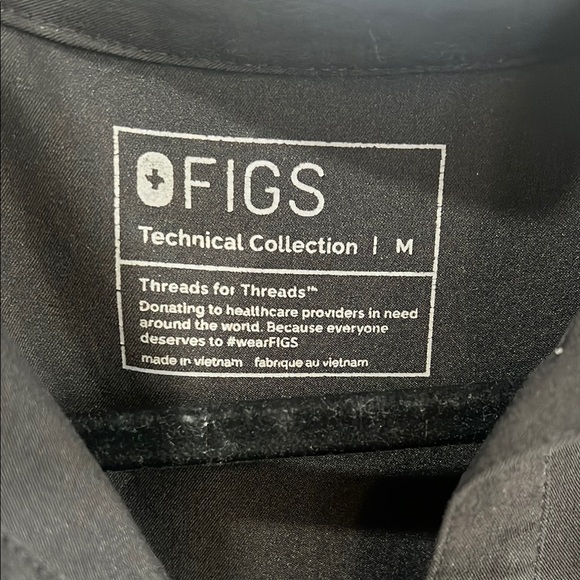 FIGS
Technical Collection | M
Threads for Threads™
Donating to healthcare providers in need
around the world. Because everyone
deserves to #wearFIGS
made in vietnam fabrique au vietnam